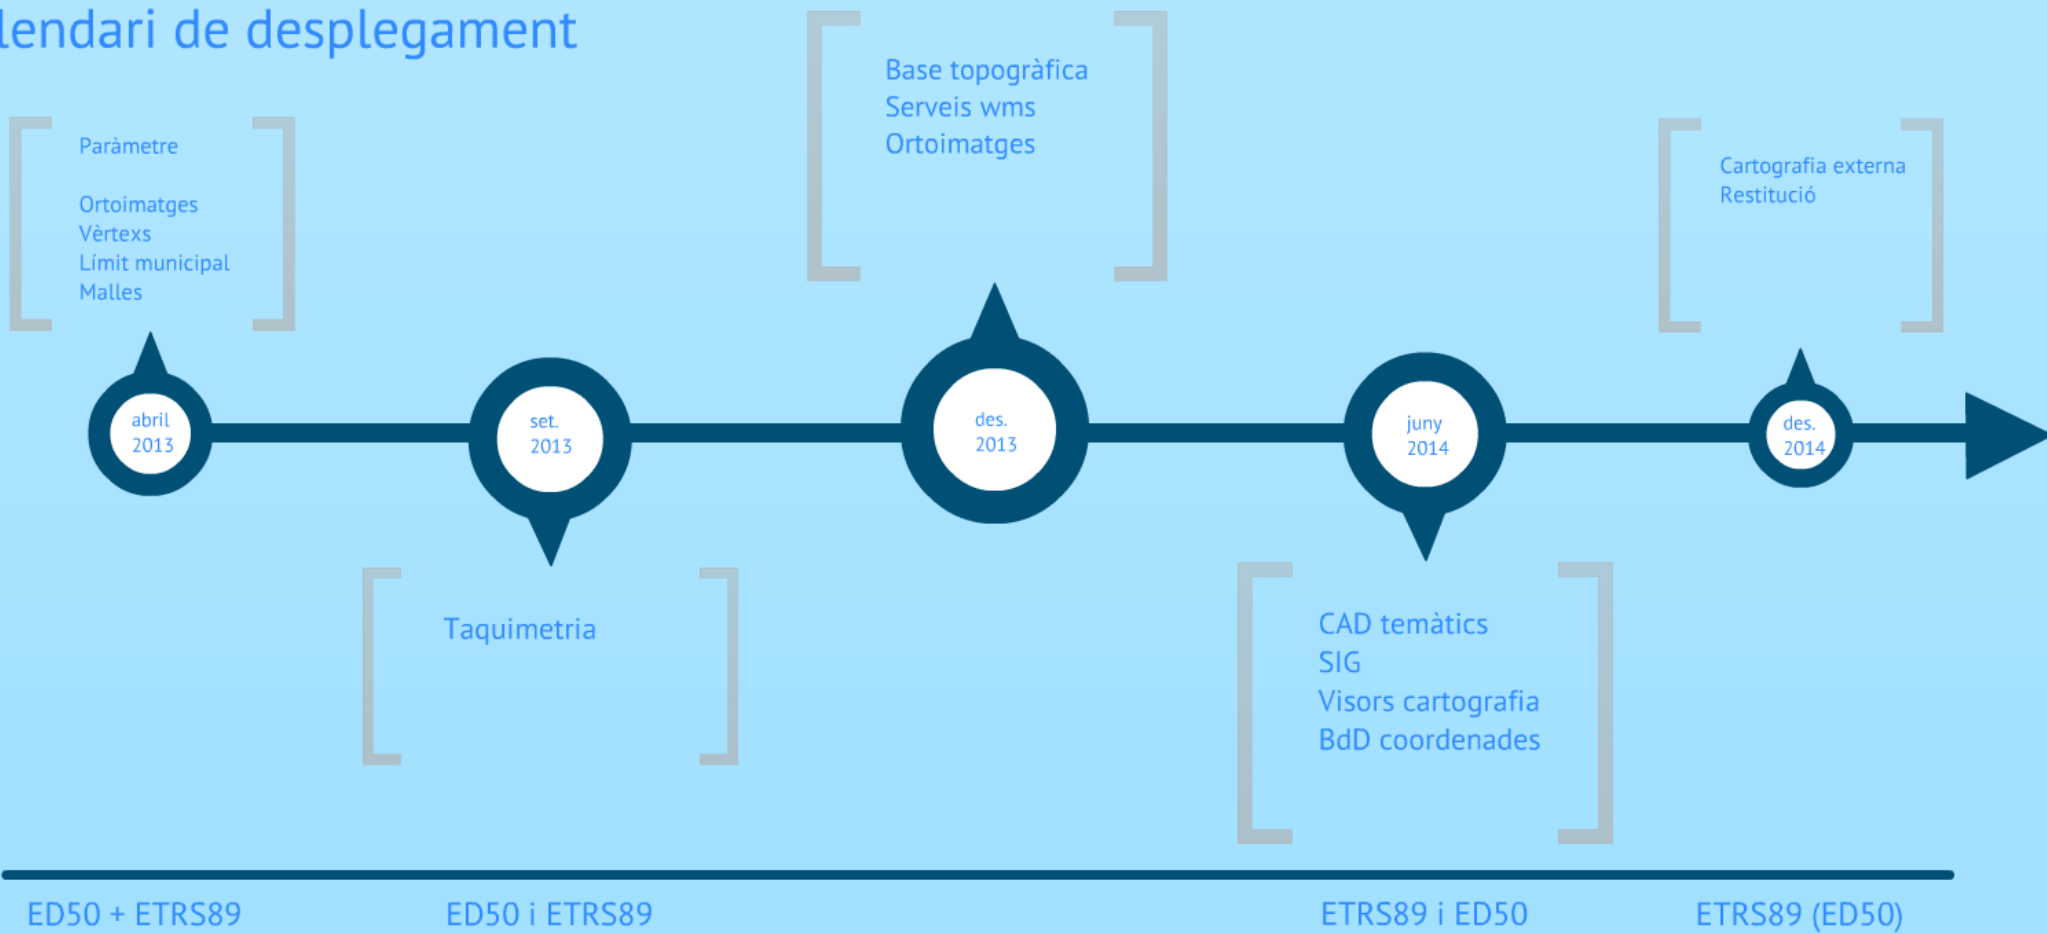 lendari de desplegament
Paràmetre
Ortoimatges
Vèrtexs
Límit municipal
Malles
Base topogràfica
Serveis wms
Ortoimatges
Cartografia externa
Restitució
abril
2013
set.
2013
des.
2013
juny
2014
des.
2014
Taquimetria
CAD temàtics
SIG
Visors cartografia
BdD coordenades
ED50 + ETRS89
ED50 i ETRS89
ETRS89 i ED50
ETRS89 (ED50)